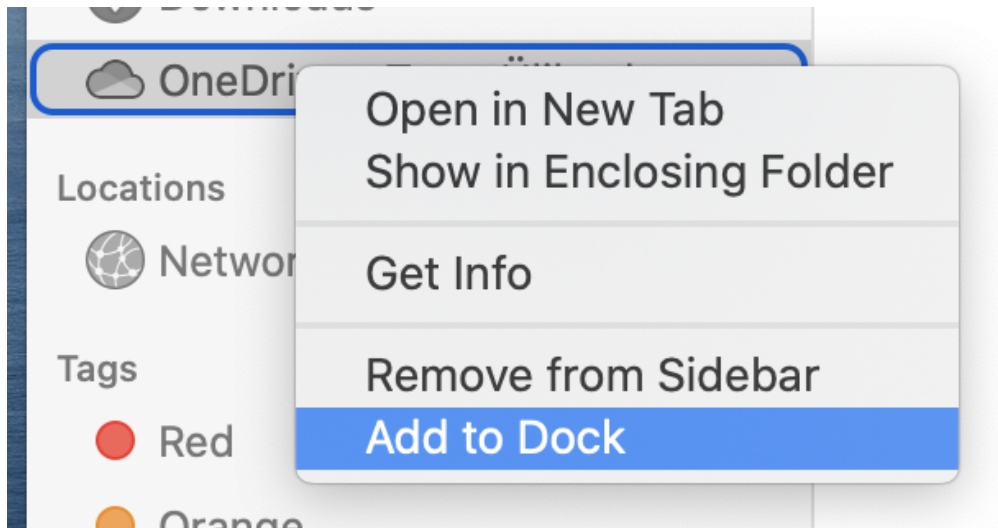 Downloads
OneDri
Open in New Tab
Show in Enclosing Folder
Locations
Networ
Get Info
Tags
Remove from Sidebar
Red
Add to Dock
Orange